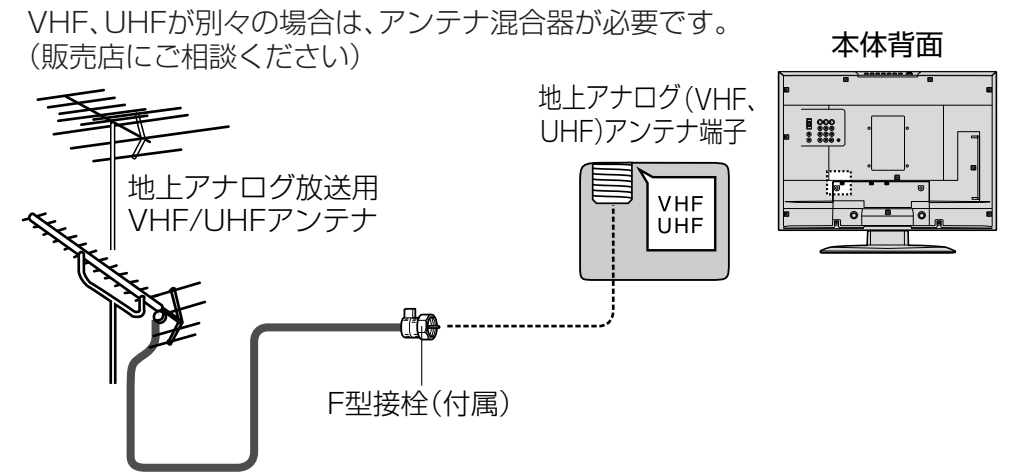 VHF、UHFが別々の場合は、アンテナ混合器が必要です。
（販売店にご相談ください）
本体背面
地上アナログ(VHF、
UHF)アンテナ端子
VHF
UHF
地上アナログ放送用
VHF/UHFアンテナ
F型接栓（付属）